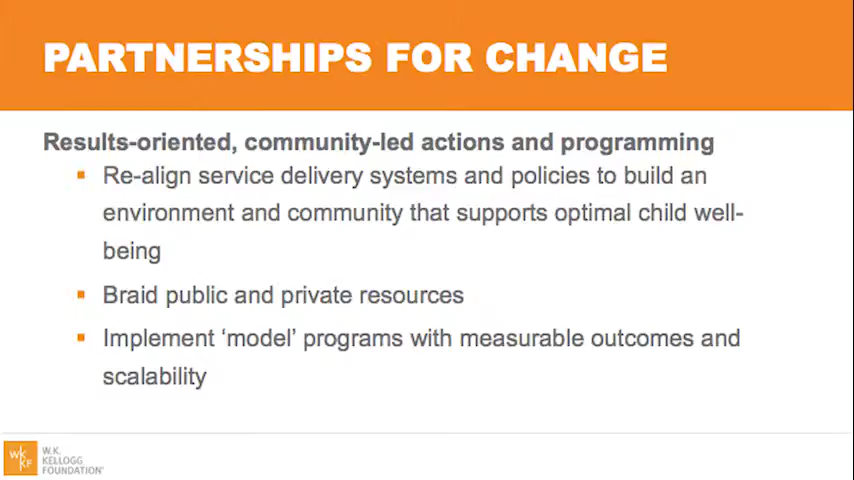 PARTNERSHIPS FOR CHANGE
Results-oriented, community-led actions and programming
Re-align service delivery systems and policies to build an
environment and community that supports optimal child well-
being
Braid public and private resources
Implement ‘model’ programs with measurable outcomes and
scalability
WK
KF
W.K.
KELLOGG
FOUNDATION